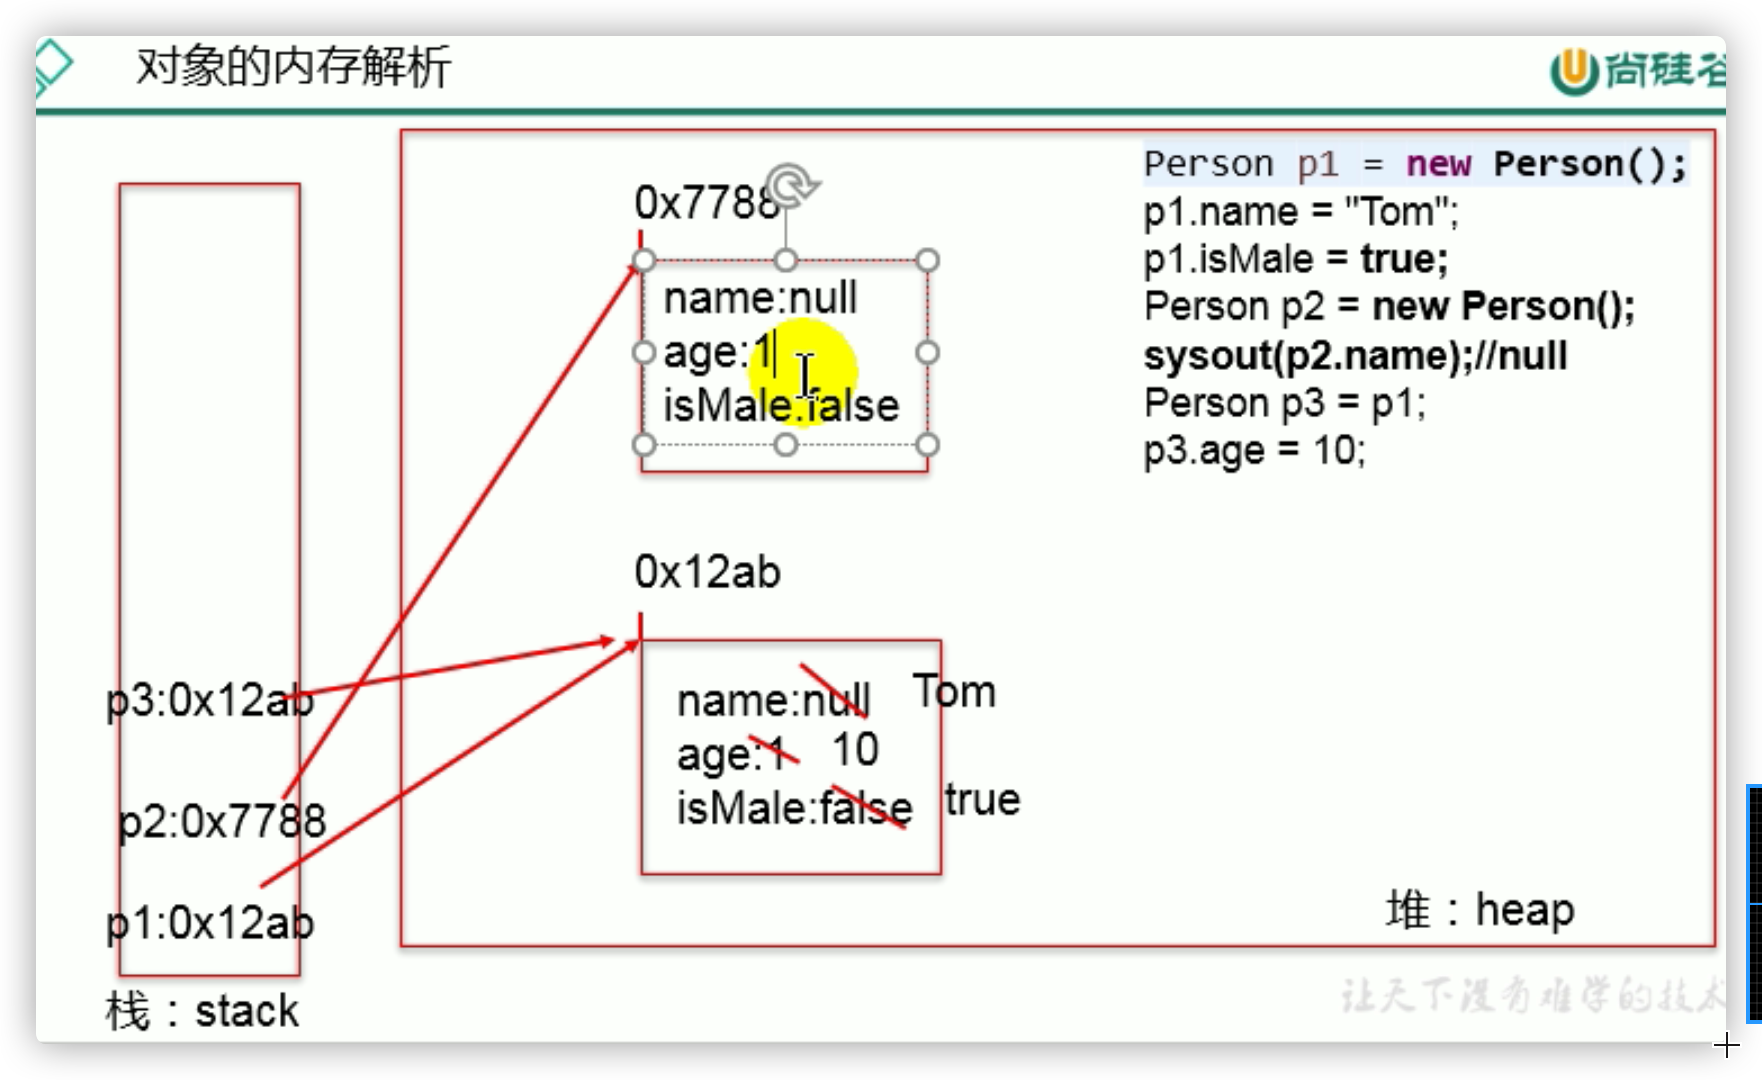 对象的内存解析
尚硅谷
Person p1 = new Person();
p1.name = "Tom";
p1.isMale = true;
Person p2 = new Person();
sysout(p2.name);//null
Person p3 = p1;
p3.age = 10;
0x7788
name:null
age:1
isMale:false
0x12ab
name:null Tom
age:1 10
isMale:false true
p3:0x12ab
p2:0x7788
p1:0x12ab
栈：stack
堆：heap
让天下没有难学的技术